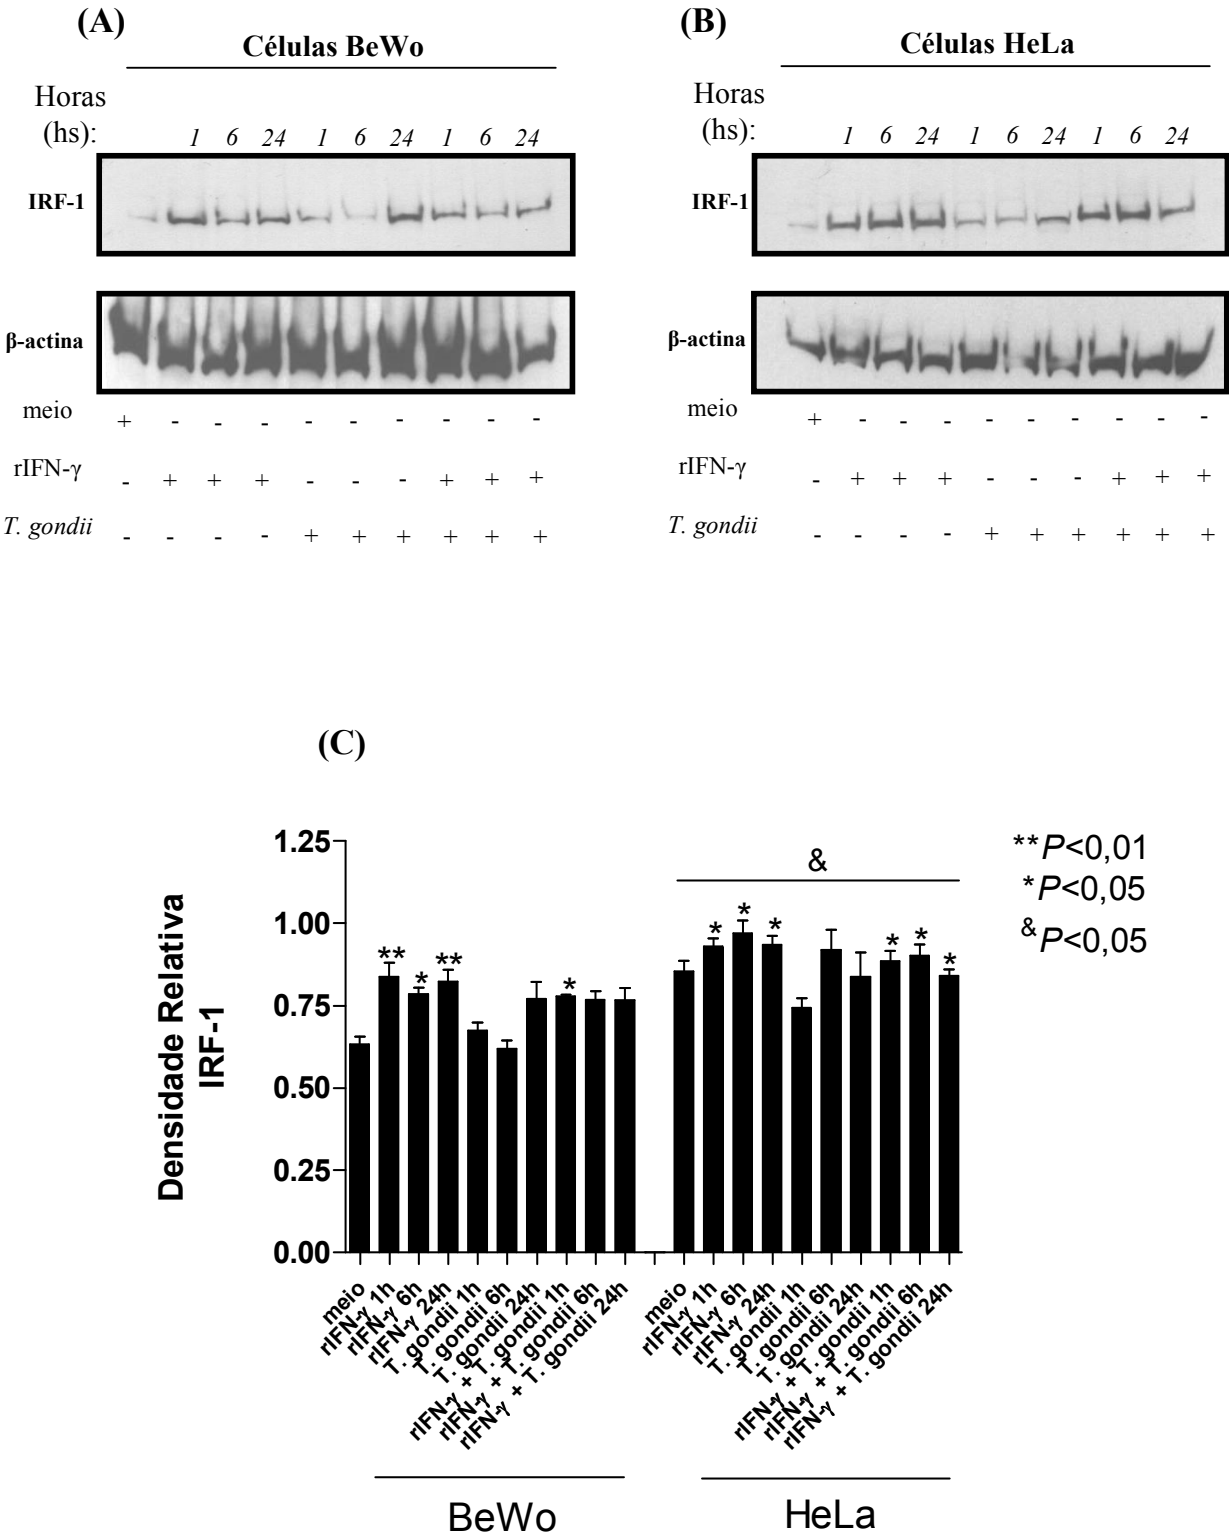 (A)
Células BeWo
Horas
(hs): 1 6 24 1 6 24 1 6 24
IRF-1
β-actina
meio + - - - - - - - - -
rIFN-γ - + + + - - - + + +
T. gondii - - - - + + + + + +
(B)
Células HeLa
Horas
(hs): 1 6 24 1 6 24 1 6 24
IRF-1
β-actina
meio + - - - - - - - - -
rIFN-γ - + + + - - - + + +
T. gondii - - - - + + + + + +
(C)
Densidade Relativa
IRF-1
1.25
1.00
0.75
0.50
0.25
0.00
** * ** *
&
* * * * * *
**P<0,01
*P<0,05
&P<0,05
meio
rIFN-γ 1h
rIFN-γ 6h
rIFN-γ 24h
T. gondii 1h
T. gondii 6h
T. gondii 24h
rIFN-γ + T. gondii 1h
rIFN-γ + T. gondii 6h
rIFN-γ + T. gondii 24h
meio
rIFN-γ 1h
rIFN-γ 6h
rIFN-γ 24h
T. gondii 1h
T. gondii 6h
T. gondii 24h
rIFN-γ + T. gondii 1h
rIFN-γ + T. gondii 6h
rIFN-γ + T. gondii 24h
BeWo
HeLa